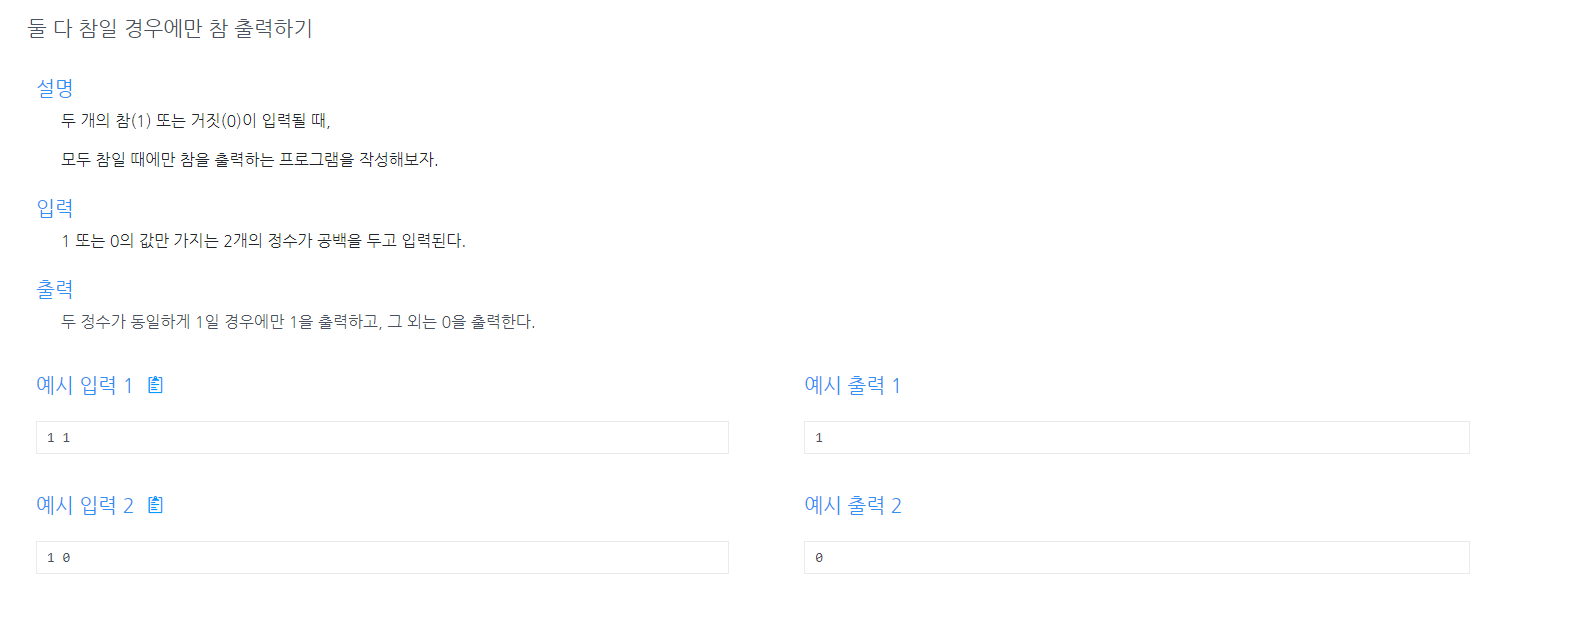 둘 다 참일 경우에만 참 출력하기
설명
두 개의 참(1) 또는 거짓(0)이 입력될 때,
모두 참일 때에만 참을 출력하는 프로그램을 작성해보자.
입력
1 또는 0의 값만 가지는 2개의 정수가 공백을 두고 입력된다.
출력
두 정수가 동일하게 1일 경우에만 1을 출력하고, 그 외는 0을 출력한다.
예시 입력 1
예시 출력 1
1 1
1
예시 입력 2
예시 출력 2
1 0
0